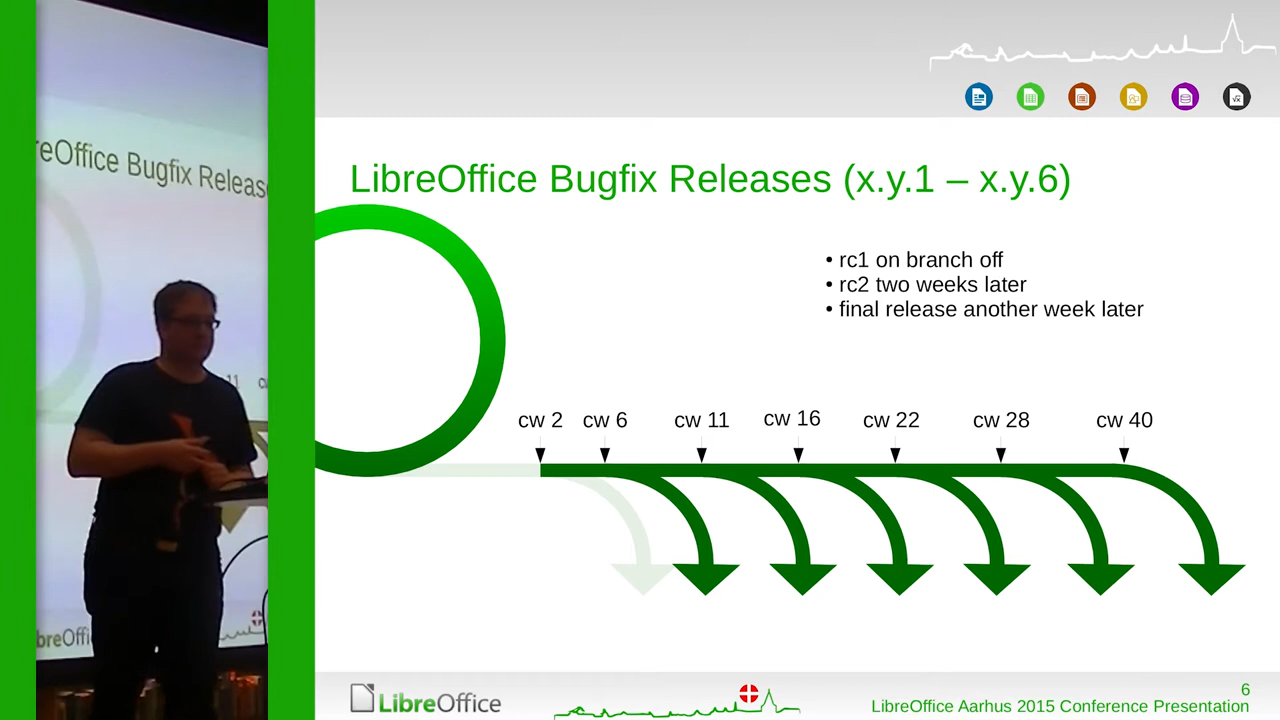 LibreOffice Bugfix Releases (x.y.1 – x.y.6)
• rc1 on branch off
• rc2 two weeks later
• final release another week later
cw 2 cw 6 cw 11 cw 16 cw 22 cw 28 cw 40
LibreOffice
6
LibreOffice Aarhus 2015 Conference Presentation
reOffice Bugfix Releas
11
breOffi